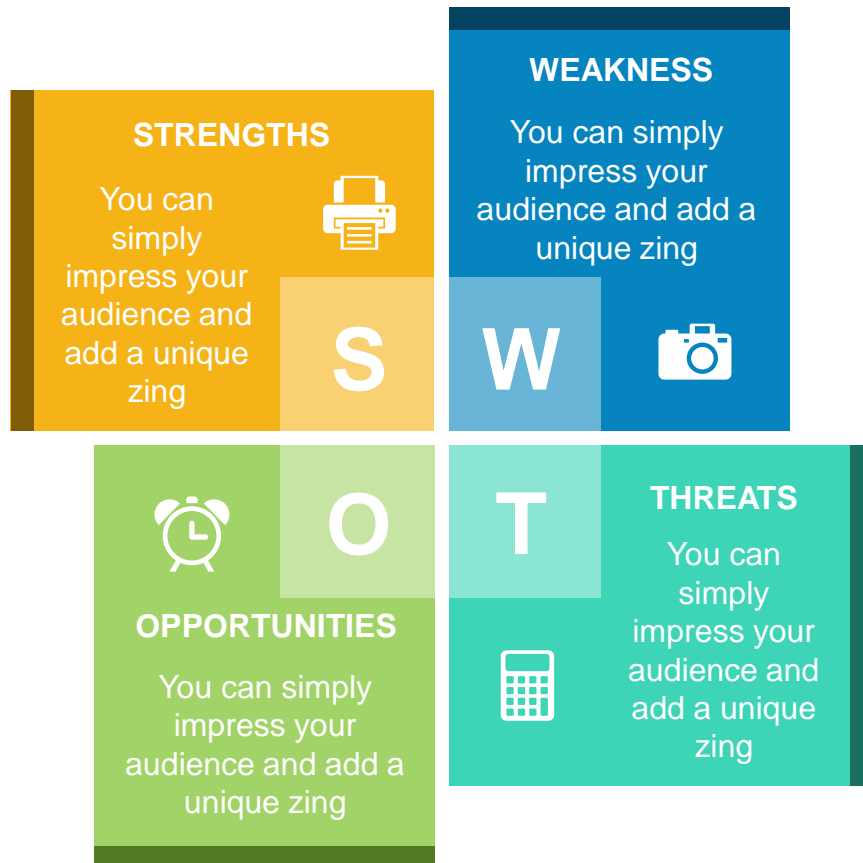 STRENGTHS
You can
simply
impress your
audience and
add a unique
zing
S
WEAKNESS
You can simply
impress your
audience and add a
unique zing
W
O
OPPORTUNITIES
You can simply
impress your
audience and add a
unique zing
T
THREATS
You can
simply
impress your
audience and
add a unique
zing